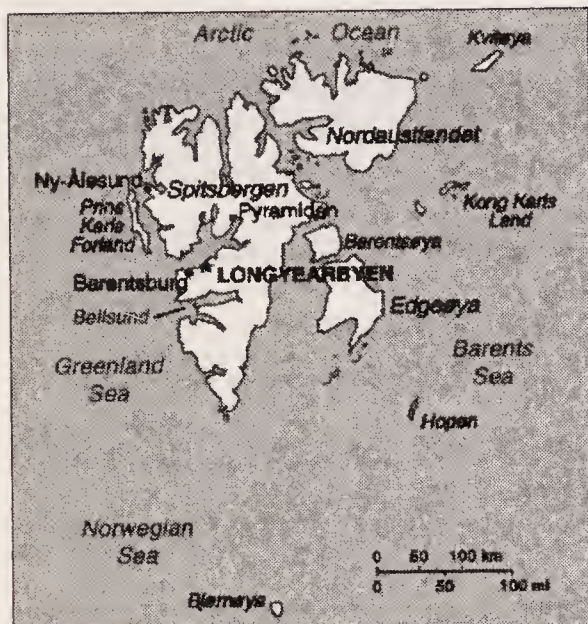 Arctic Ocean
Kvitøya
Nordaustlandet
Ny-Ålesund
Spitsbergen
Prins
Karls
Forland
Pyramiden
Kong Karls
Land
Barentsøya
Barentsburg
LONGYEARBYEN
Bellsund
Edgeøya
Greenland
Sea
Barents
Sea
Hopen
Norwegian
Sea
0 50 100 km
0 50 100 mi
Bjørnøya